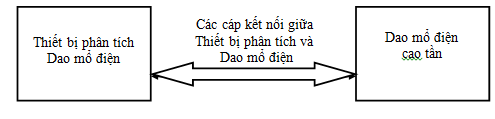 Thiết bị phân tích
Dao mổ điện
Các cáp kết nối giữa
Thiết bị phân tích và
Dao mổ điện
Dao mổ điện
cao tần